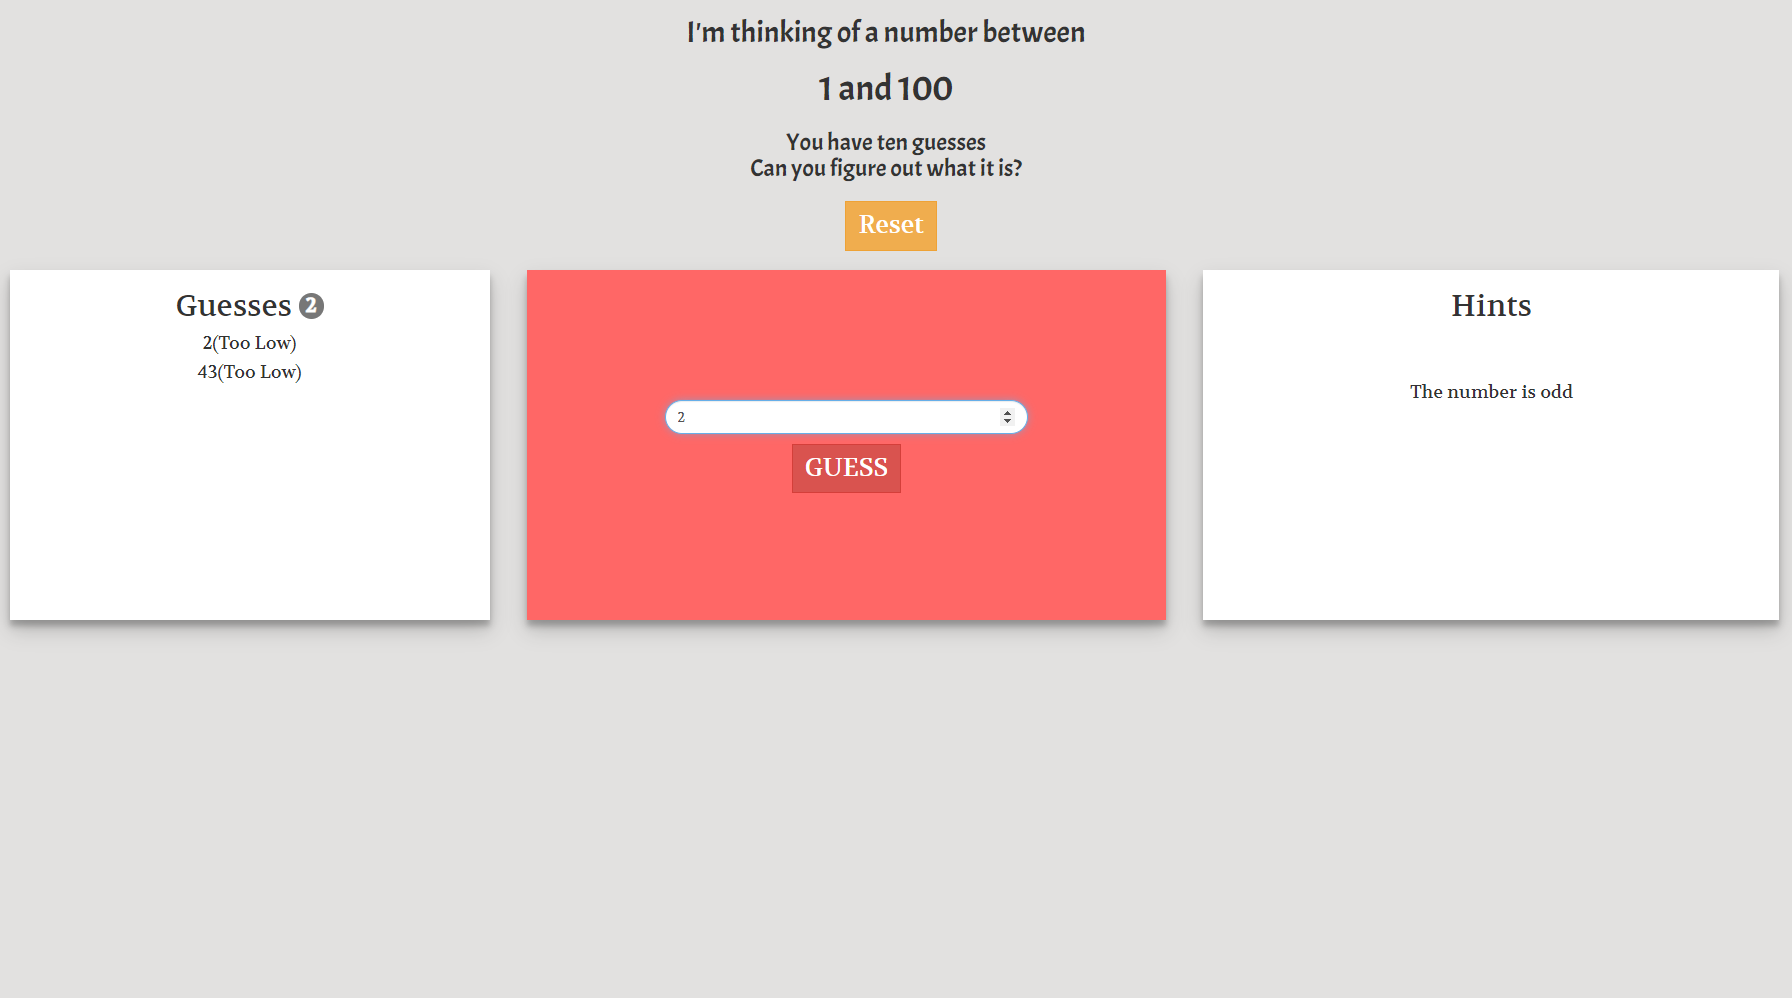 I'm thinking of a number between
1 and 100
You have ten guesses
Can you figure out what it is?
Reset
Guesses 2
2(Too Low)
43(Too Low)
2
GUESS
Hints
The number is odd